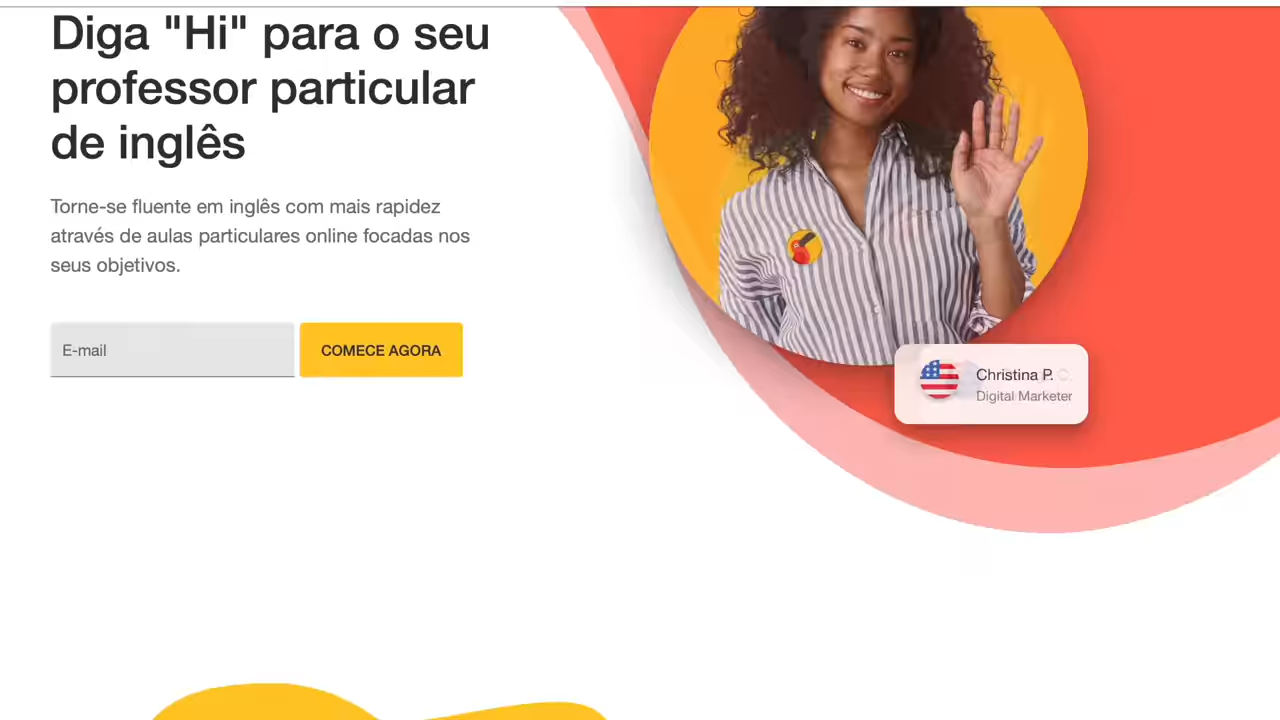 Diga "Hi" para o seu
professor particular
de inglês
Torne-se fluente em inglês com mais rapidez
através de aulas particulares online focadas nos
seus objetivos.
E-mail
COMECE AGORA
Christina P.
Digital Marketer